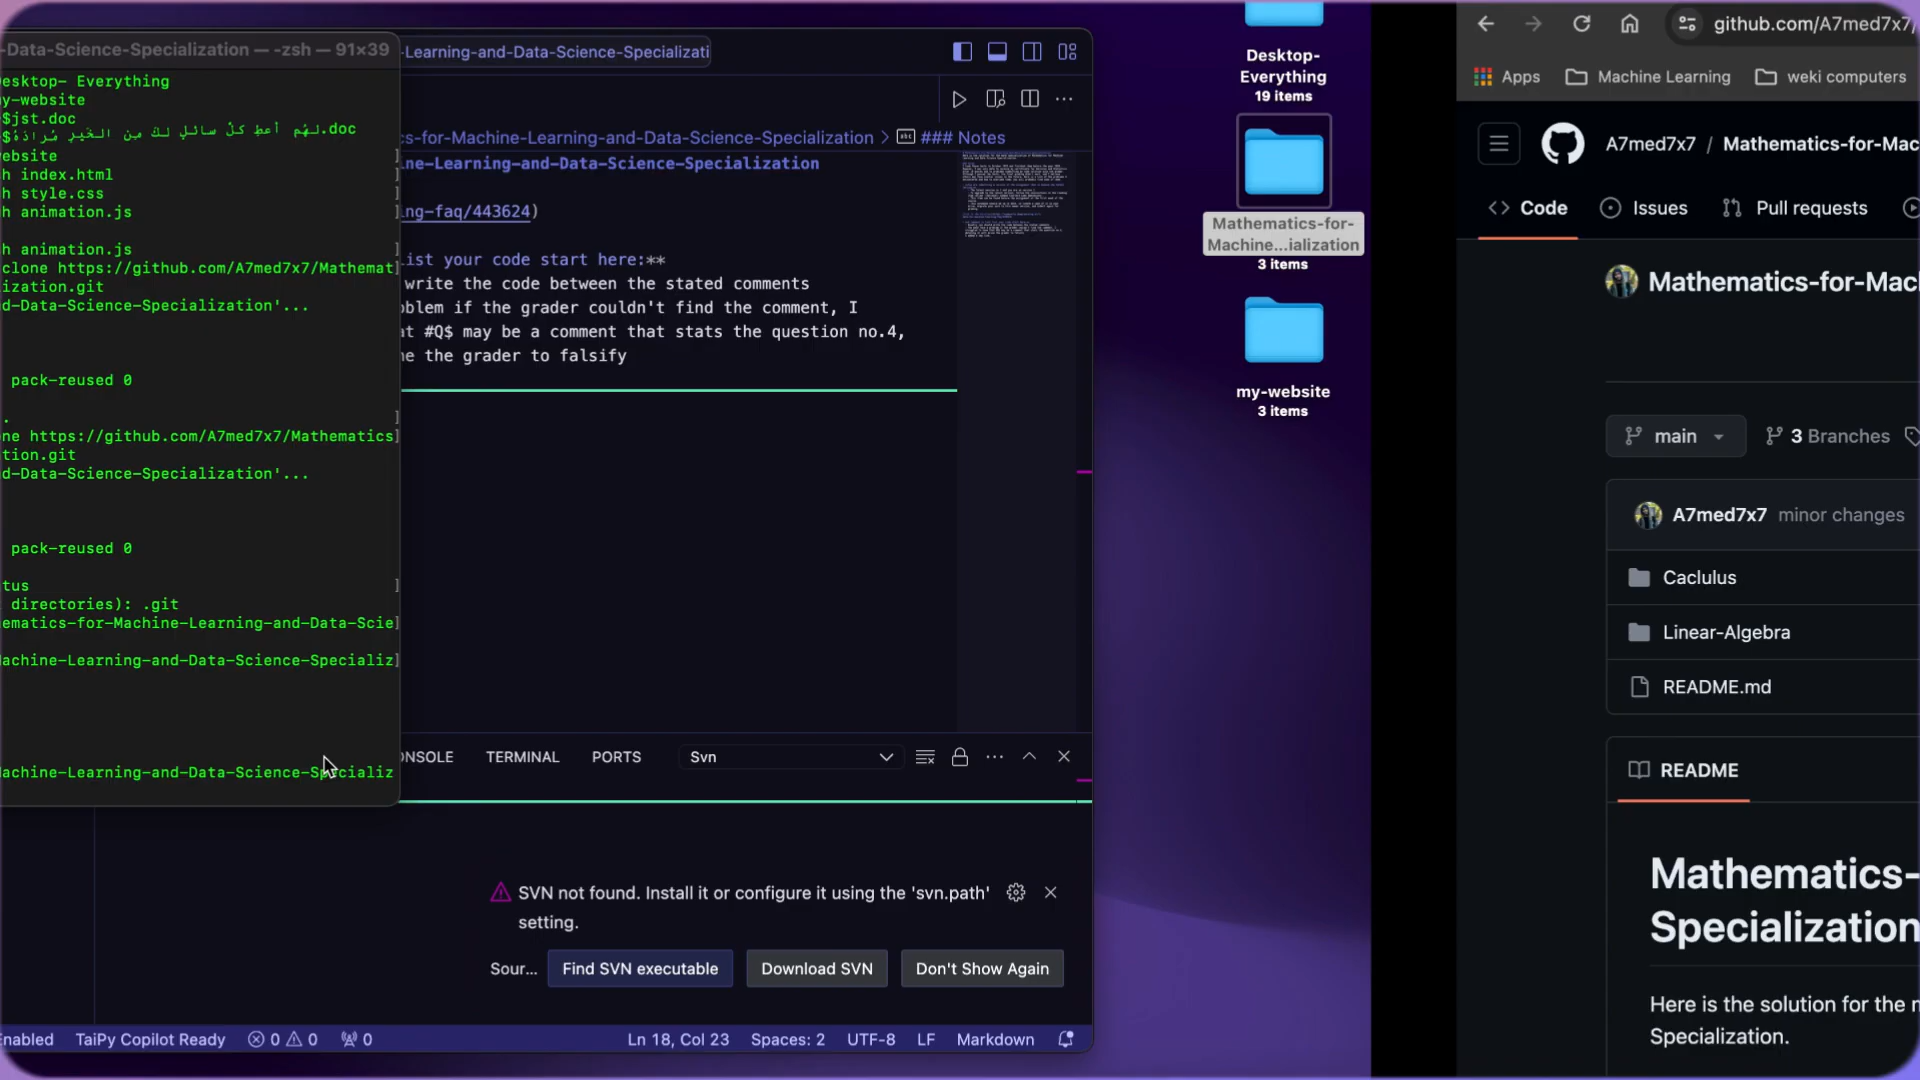 -Data-Science-Specialization — -zsh — 91×39
esktop- Everything
y-website
$jst.doc
$لهُم أعطِ كلَّ سائلٍ لكَ مِن الخَيرِ مُرادَهُ.doc
ebsite
h index.html
h style.css
h animation.js
h animation.js
clone https://github.com/A7med7x7/Mathemat
ization.git
d-Data-Science-Specialization'...
pack-reused 0
.
ne https://github.com/A7med7x7/Mathematics
tion.git
d-Data-Science-Specialization'...
pack-reused 0
tus
directories): .git
ematics-for-Machine-Learning-and-Data-Scie
achine-Learning-and-Data-Science-Specializ
achine-Learning-and-Data-Science-Specializ
-Learning-and-Data-Science-Specializati
cs-for-Machine-Learning-and-Data-Science-Specialization > ### Notes
ne-Learning-and-Data-Science-Specialization
ng-faq/443624)
ist your code start here:**
write the code between the stated comments
oblem if the grader couldn't find the comment, I
at #Q$ may be a comment that stats the question no.4,
me the grader to falsify
ONSOLE TERMINAL PORTS Svn
SVN not found. Install it or configure it using the 'svn.path'
setting.
Sour... Find SVN executable Download SVN Don't Show Again
nabled TaiPy Copilot Ready 0 0 0 Ln 18, Col 23 Spaces: 2 UTF-8 LF Markdown
Desktop-
Everything
19 items
Mathematics-for-
Machine...ialization
3 items
my-website
3 items
github.com/A7med7x7/
Apps Machine Learning weki computers
A7med7x7 / Mathematics-for-Mac
Code Issues Pull requests
Mathematics-for-Mac
main 3 Branches
A7med7x7 minor changes
Caclulus
Linear-Algebra
README.md
README
Mathematics-
Specialization
Here is the solution for the
Specialization.